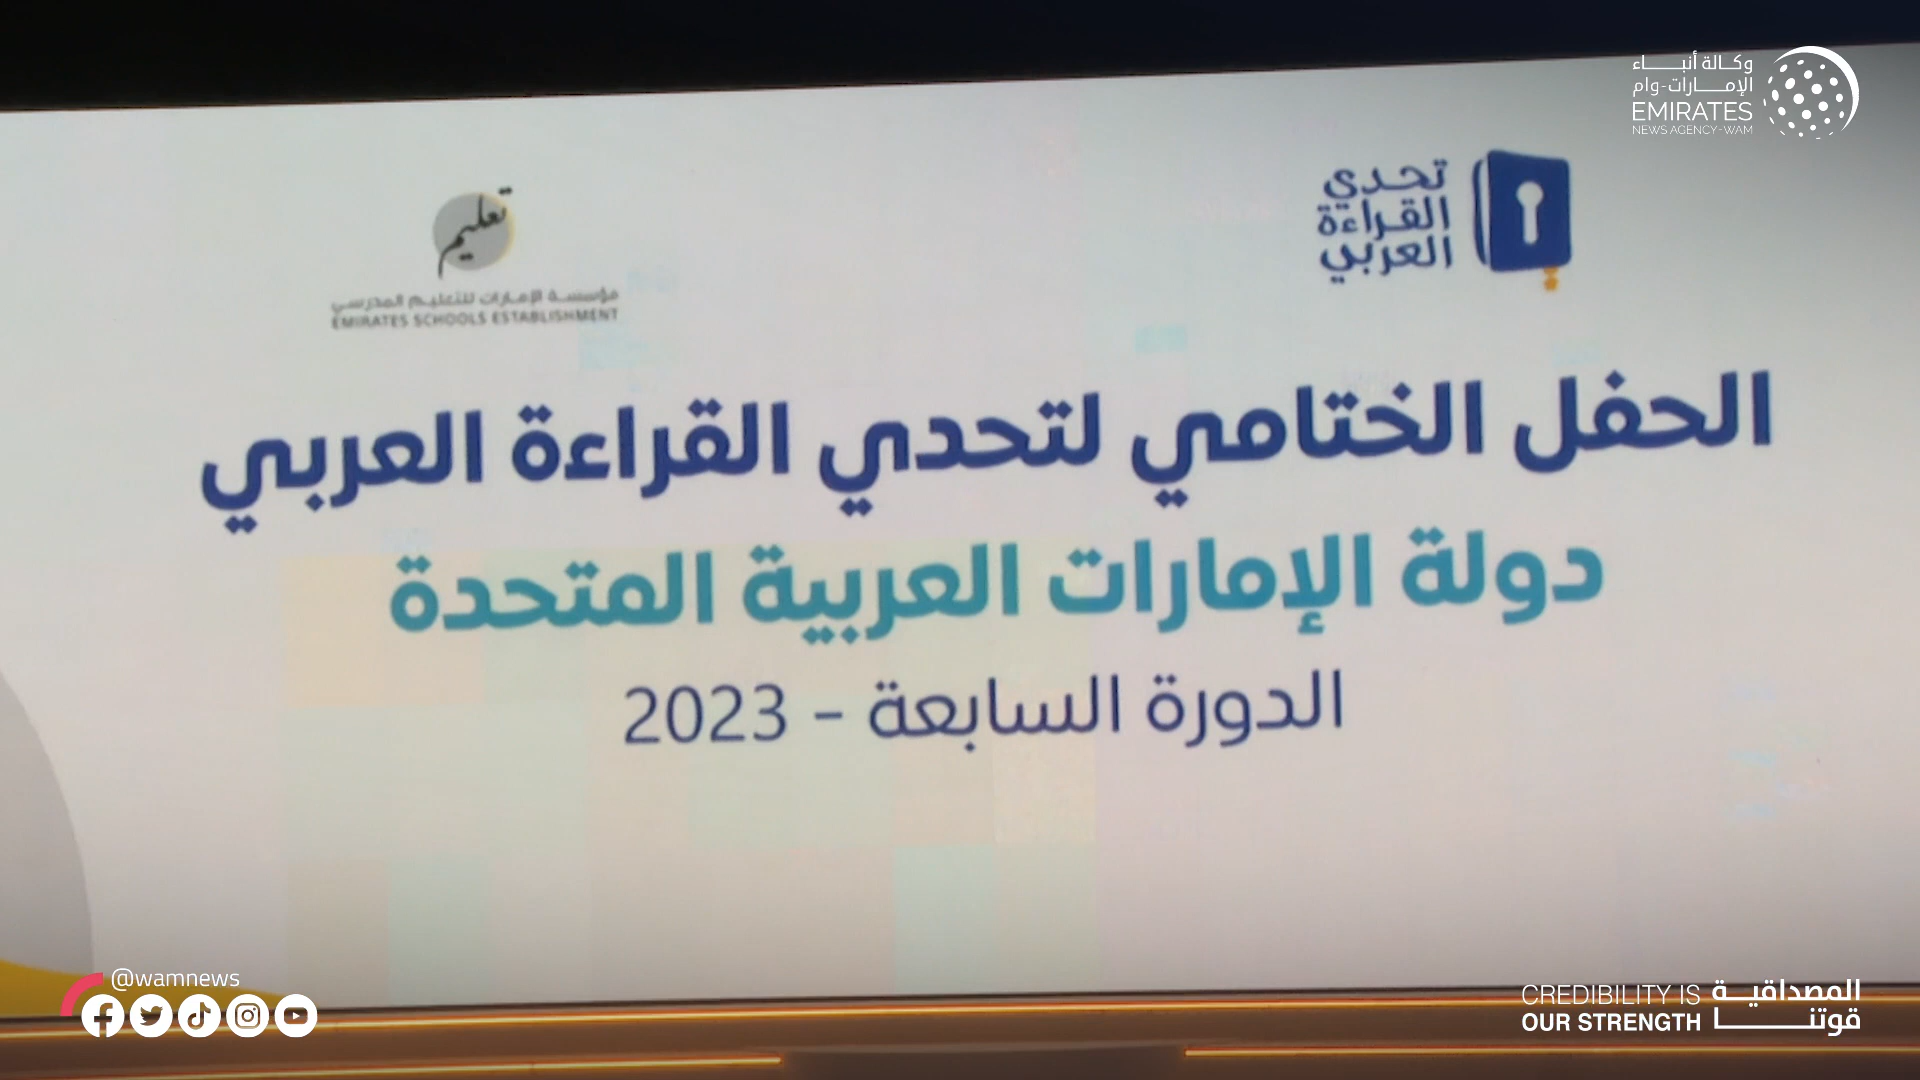 وكالة أنباء
الإمارات-وام
EMIRATES
NEWS AGENCY-WAM
تحدي
القراءة
العربي
تعليم
مؤسسة الإمارات للتعليم المدرسي
EMIRATES SCHOOLS ESTABLISHMENT
الحفل الختامي لتحدي القراءة العربي
دولة الإمارات العربية المتحدة
الدورة السابعة - 2023
@wamnews
CREDIBILITY IS
OUR STRENGTH
المصداقية
قوتنا